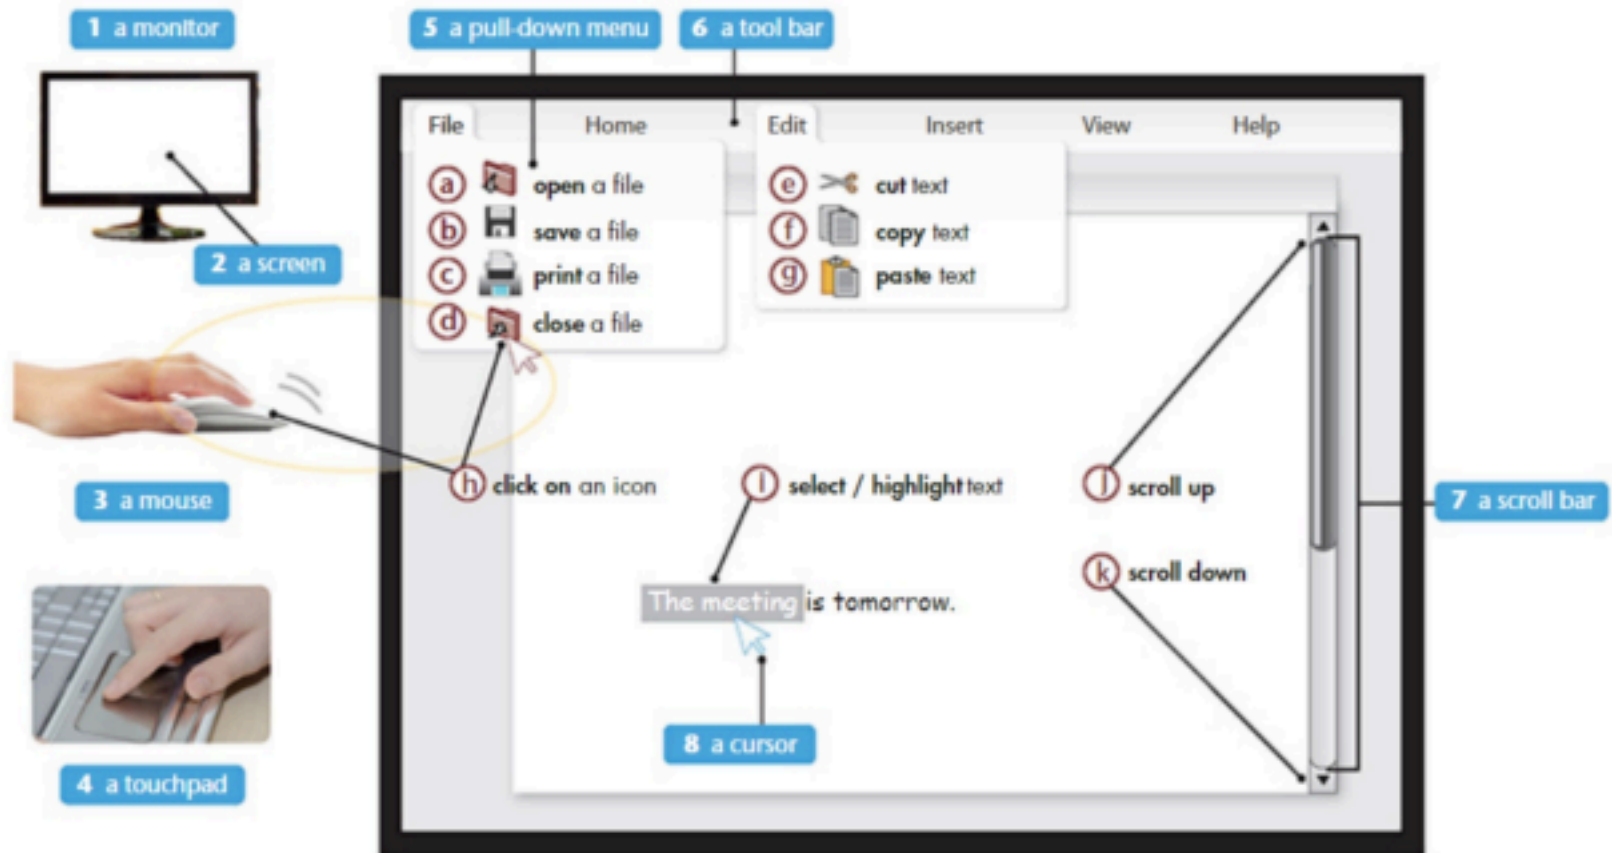 1 a monitor
5 a pull-down menu
6 a tool bar
File Home Edit Insert View Help
a open a file
b save a file
c print a file
d close a file
e cut text
f copy text
g paste text
2 a screen
h click on an icon
i select / highlight text
j scroll up
3 a mouse
7 a scroll bar
k scroll down
The meeting is tomorrow.
8 a cursor
4 a touchpad